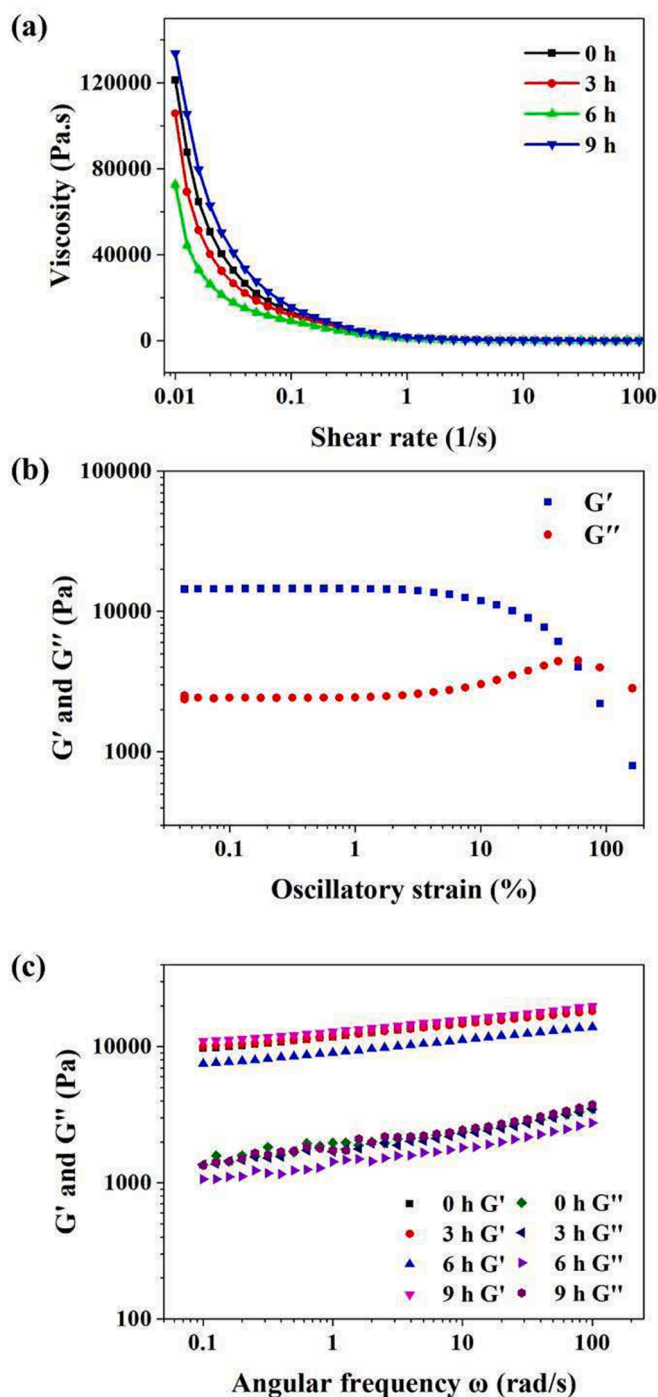 (a)
0 h
3 h
6 h
9 h
Viscosity (Pa.s)
120000
80000
40000
0
0.01 0.1 1 10 100
Shear rate (1/s)
(b)
G′
G″
G′ and G″ (Pa)
100000
10000
1000
0.1 1 10 100
Oscillatory strain (%)
(c)
G' and G" (Pa)
10000
1000
100
0 h G' 0 h G"
3 h G' 3 h G"
6 h G' 6 h G"
9 h G' 9 h G"
0.1 1 10 100
Angular frequency ω (rad/s)